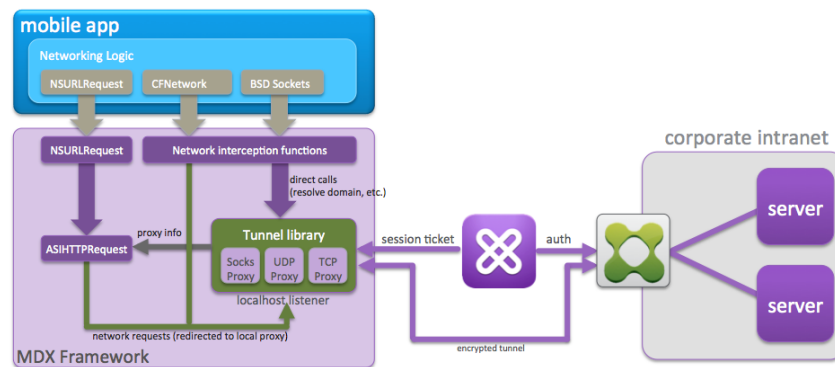 mobile app
Networking Logic
NSURLRequest
CFNetwork
BSD Sockets
NSURLRequest
Network interception functions
direct calls
(resolve domain, etc.)
proxy info
ASIHTTPRequest
Tunnel library
Socks
Proxy
UDP
Proxy
TCP
Proxy
localhost listener
network requests (redirected to local proxy)
MDX Framework
session ticket
auth
encrypted tunnel
corporate intranet
server
server